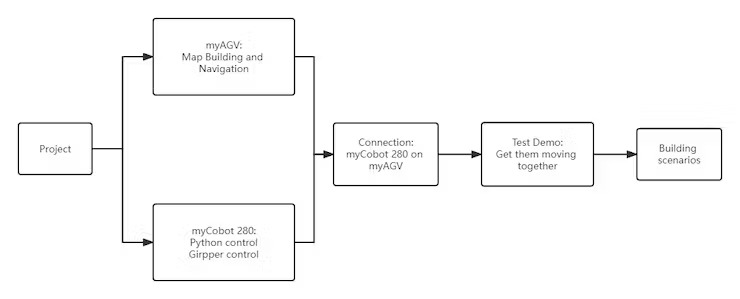 Project
myAGV:
Map Building and
Navigation
myCobot 280:
Python control
Girpper control
Connection:
myCobot 280 on
myAGV
Test Demo:
Get them moving
together
Building
scenarios